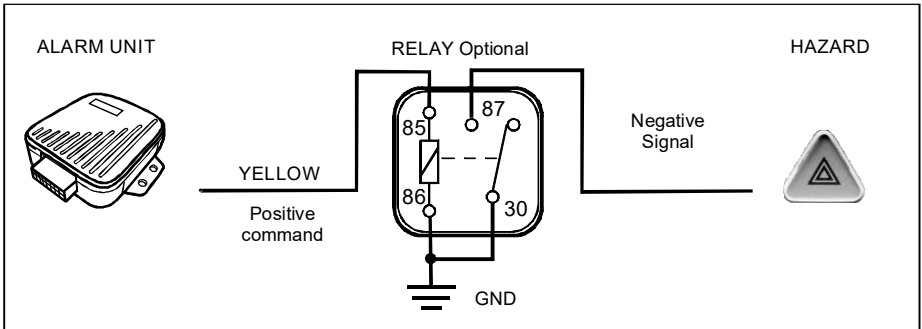 ALARM UNIT
RELAY Optional
HAZARD
87
85
Negative
Signal
YELLOW
86
30
Positive
command
GND